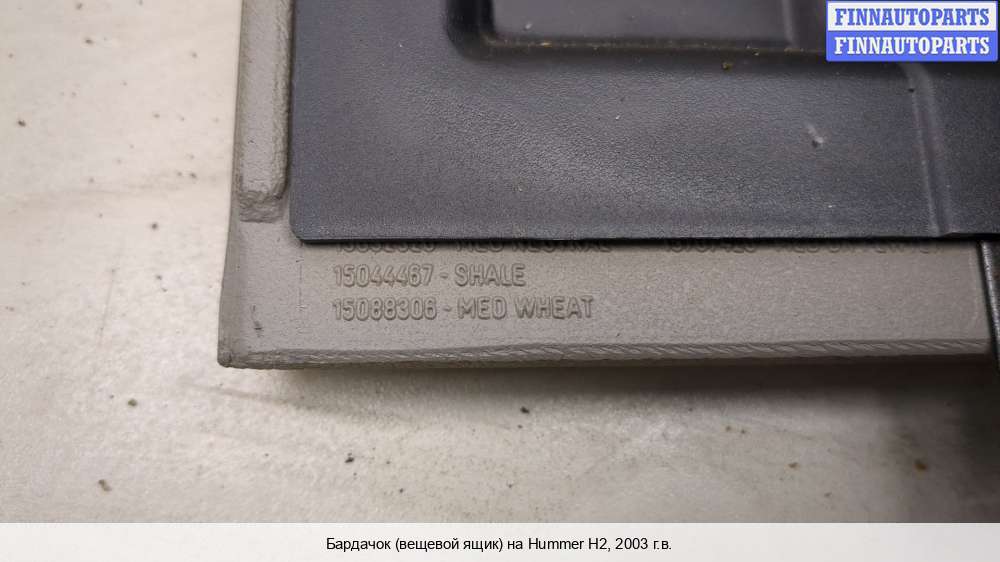 FINNAUTOPARTS
FINNAUTOPARTS
15044467 - SHALE
15088306 - MED WHEAT
Бардачок (вещевой ящик) на Hummer H2, 2003 г.в.